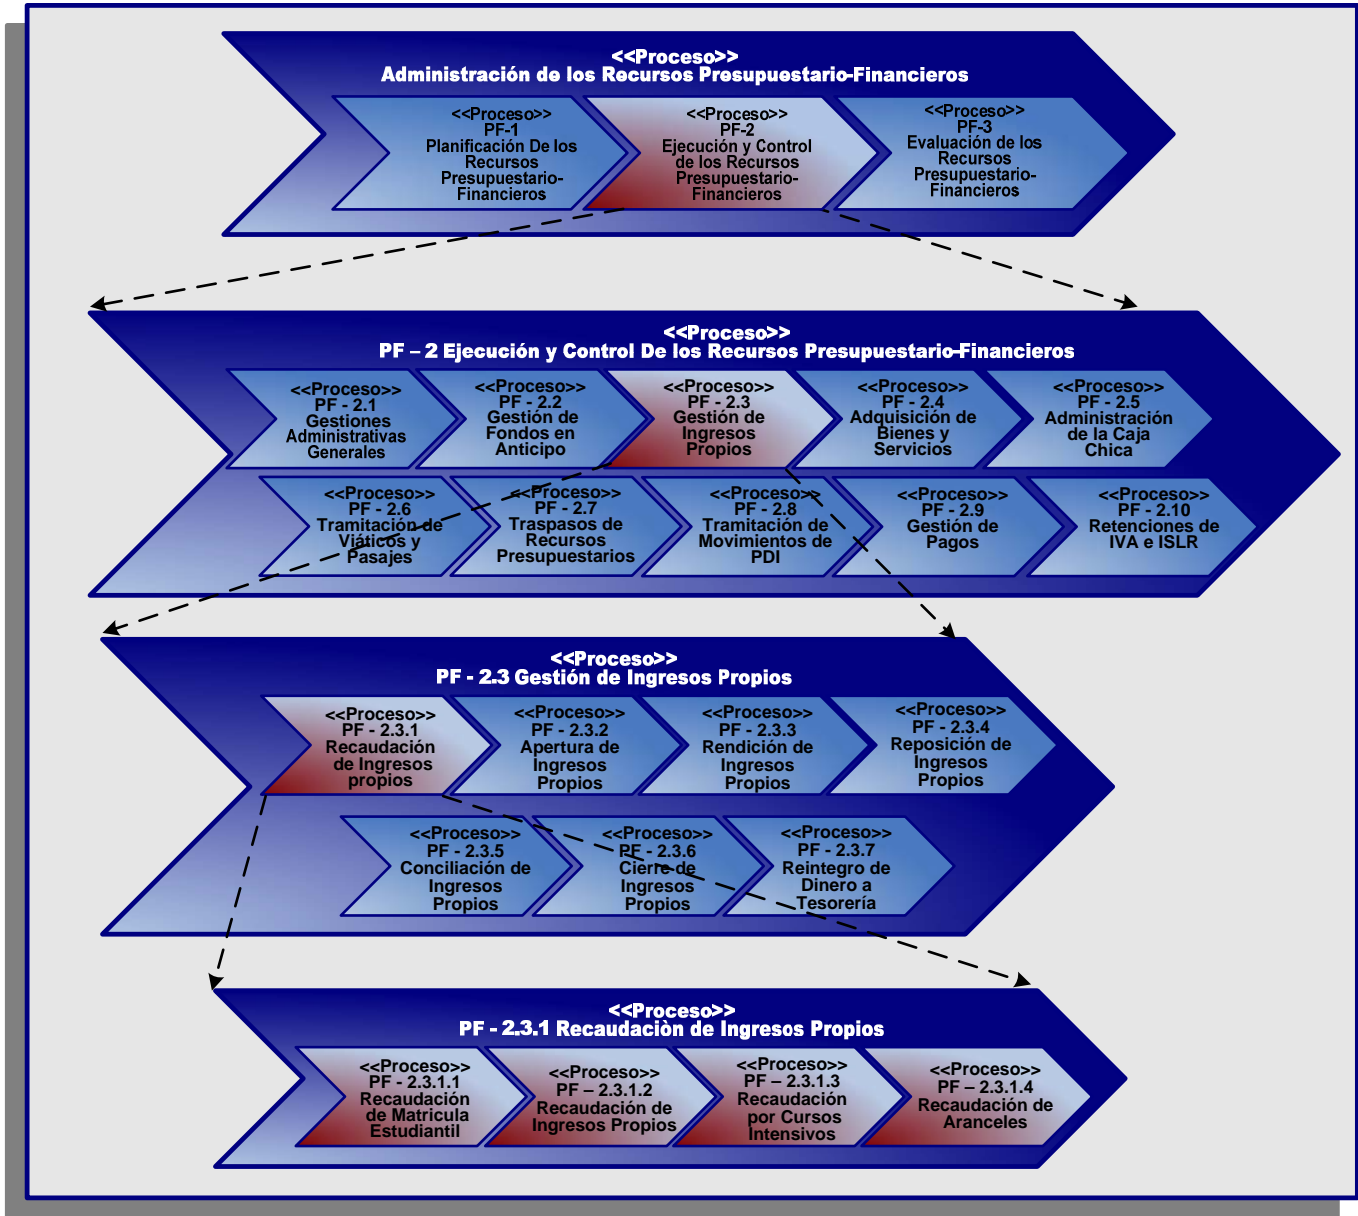 <<Proceso>>
Administración de los Recursos Presupuestario-Financieros
<<Proceso>>
PF-1
Planificación De los
Recursos
Presupuestario-
Financieros
<<Proceso>>
PF-2
Ejecución y Control
de los Recursos
Presupuestario-
Financieros
<<Proceso>>
PF-3
Evaluación de los
Recursos
Presupuestario-
Financieros
<<Proceso>>
PF – 2 Ejecución y Control De los Recursos Presupuestario-Financieros
<<Proceso>>
PF - 2.1
Gestiones
Administrativas
Generales
<<Proceso>>
PF - 2.2
Gestión de
Fondos en
Anticipo
<<Proceso>>
PF - 2.3
Gestión de
Ingresos
Propios
<<Proceso>>
PF - 2.4
Adquisición de
Bienes y
Servicios
<<Proceso>>
PF - 2.5
Administración
de la Caja
Chica
<<Proceso>>
PF - 2.6
Tramitación de
Viáticos y
Pasajes
<<Proceso>>
PF - 2.7
Traspasos de
Recursos
Presupuestarios
<<Proceso>>
PF - 2.8
Tramitación de
Movimientos de
PDI
<<Proceso>>
PF - 2.9
Gestión de
Pagos
<<Proceso>>
PF - 2.10
Retenciones de
IVA e ISLR
<<Proceso>>
PF - 2.3 Gestión de Ingresos Propios
<<Proceso>>
PF - 2.3.1
Recaudación
de Ingresos
propios
<<Proceso>>
PF - 2.3.2
Apertura de
Ingresos
Propios
<<Proceso>>
PF - 2.3.3
Rendición de
Ingresos
Propios
<<Proceso>>
PF - 2.3.4
Reposición de
Ingresos
Propios
<<Proceso>>
PF - 2.3.5
Conciliación de
Ingresos
Propios
<<Proceso>>
PF - 2.3.6
Cierre de
Ingresos
Propios
<<Proceso>>
PF - 2.3.7
Reintegro de
Dinero a
Tesorería
<<Proceso>>
PF - 2.3.1 Recaudaciòn de Ingresos Propios
<<Proceso>>
PF - 2.3.1.1
Recaudación
de Matricula
Estudiantil
<<Proceso>>
PF – 2.3.1.2
Recaudación de
Ingresos Propios
<<Proceso>>
PF – 2.3.1.3
Recaudación
por Cursos
Intensivos
<<Proceso>>
PF – 2.3.1.4
Recaudación de
Aranceles